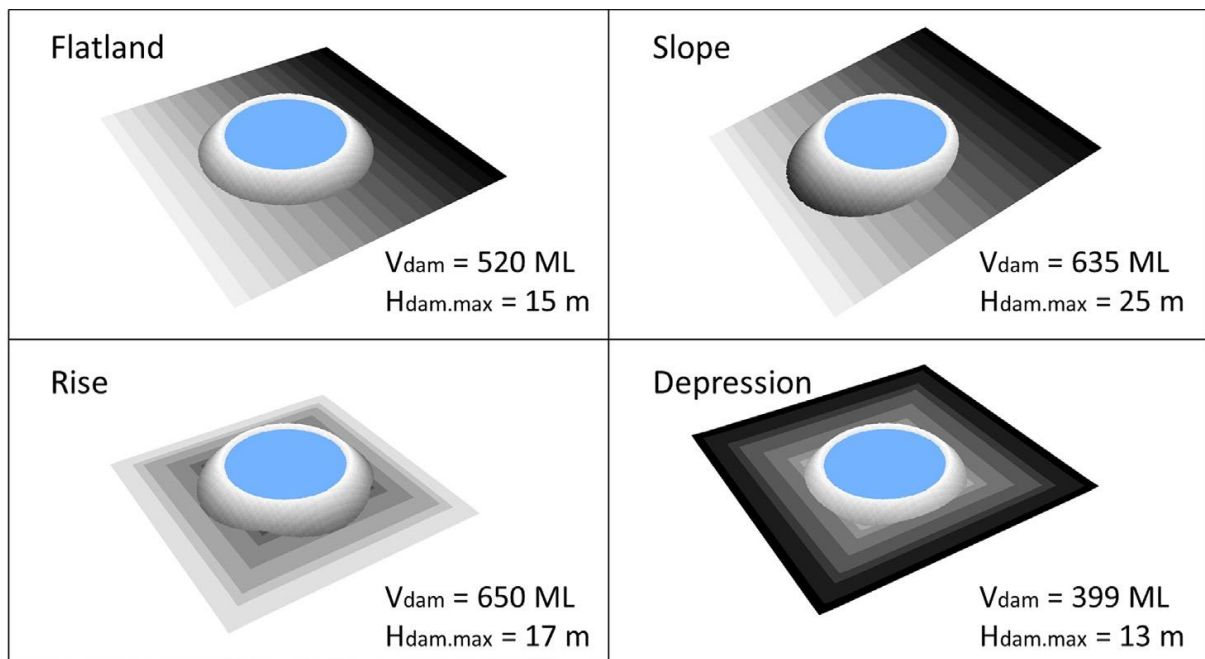 Flatland
Vdam = 520 ML
Hdam.max = 15 m
Slope
Vdam = 635 ML
Hdam.max = 25 m
Rise
Vdam = 650 ML
Hdam.max = 17 m
Depression
Vdam = 399 ML
Hdam.max = 13 m